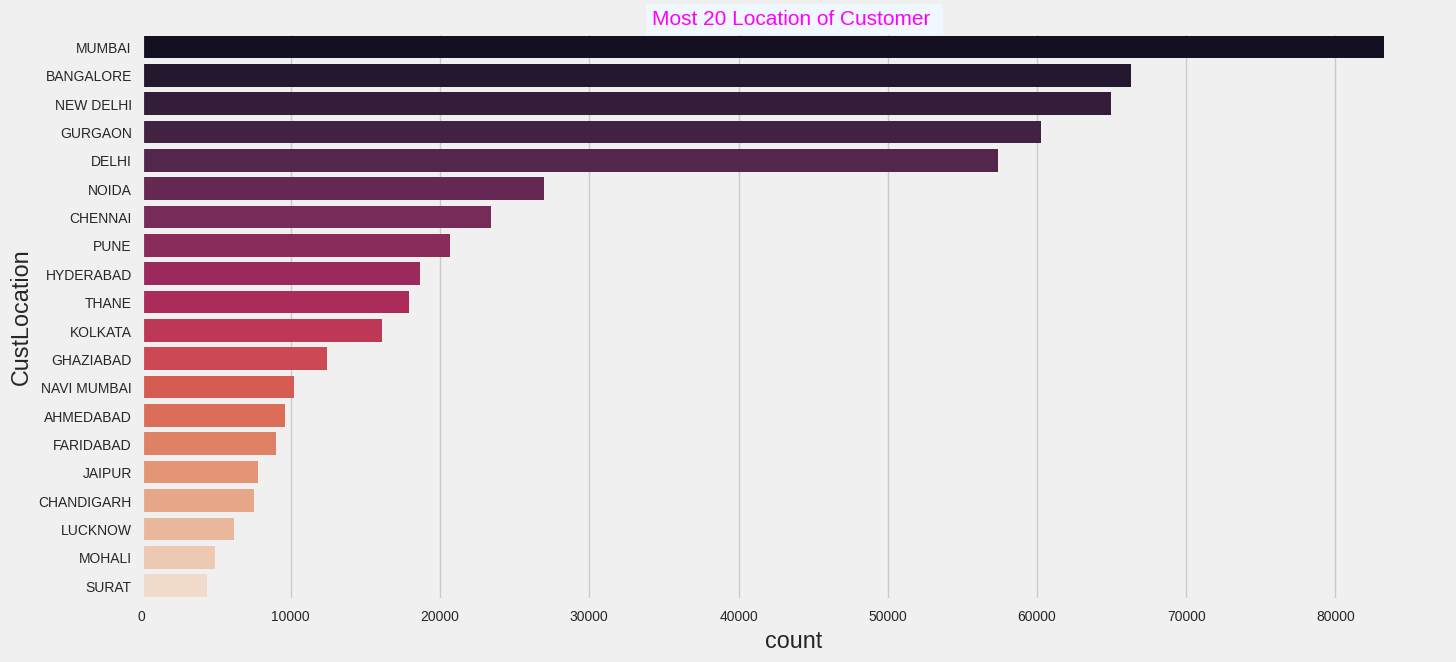 Most 20 Location of Customer
CustLocation
MUMBAI
BANGALORE
NEW DELHI
GURGAON
DELHI
NOIDA
CHENNAI
PUNE
HYDERABAD
THANE
KOLKATA
GHAZIABAD
NAVI MUMBAI
AHMEDABAD
FARIDABAD
JAIPUR
CHANDIGARH
LUCKNOW
MOHALI
SURAT
0 10000 20000 30000 40000 50000 60000 70000 80000
count